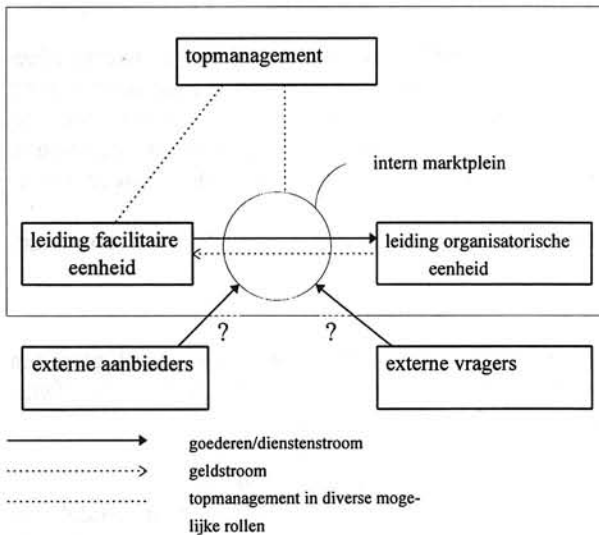 topmanagement
intern marktplein
leiding facilitaire
eenheid
leiding organisatorische
eenheid
?
?
externe aanbieders
externe vragers
goederen/dienstenstroom
geldstroom
topmanagement in diverse moge-
lijke rollen